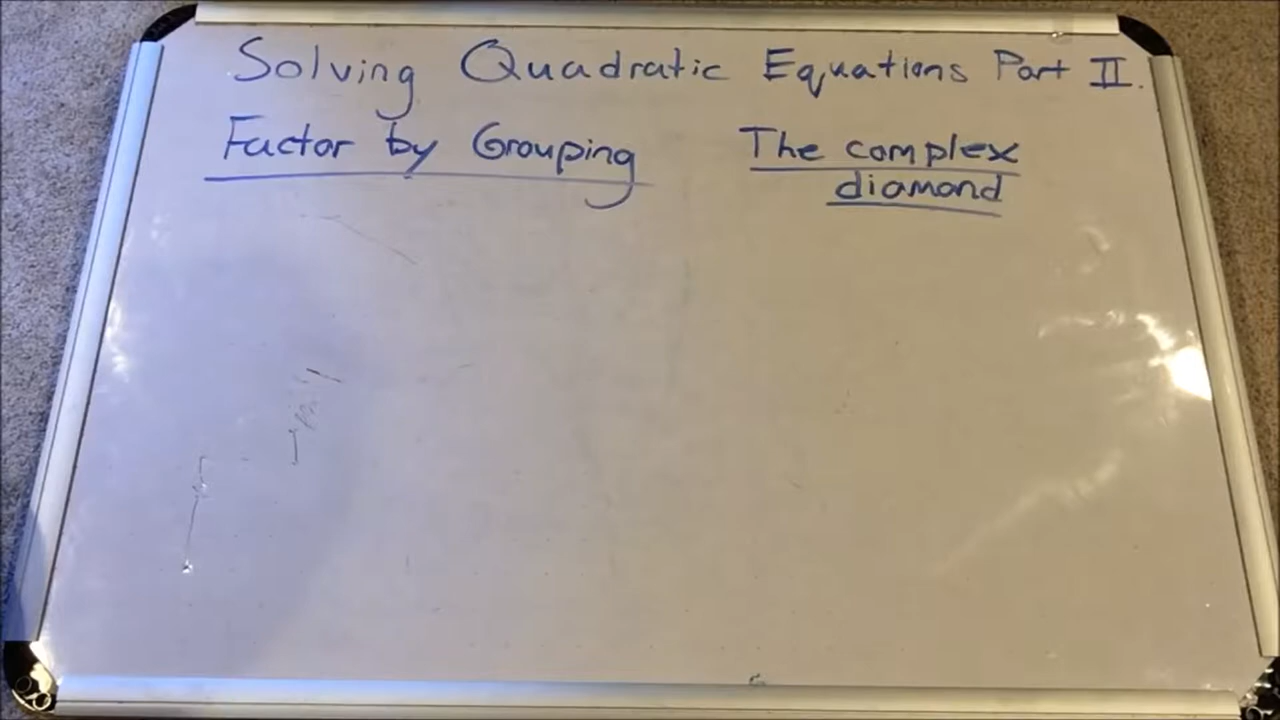 Solving Quadratic Equations Part II.
Factor by Grouping
The complex
diamond